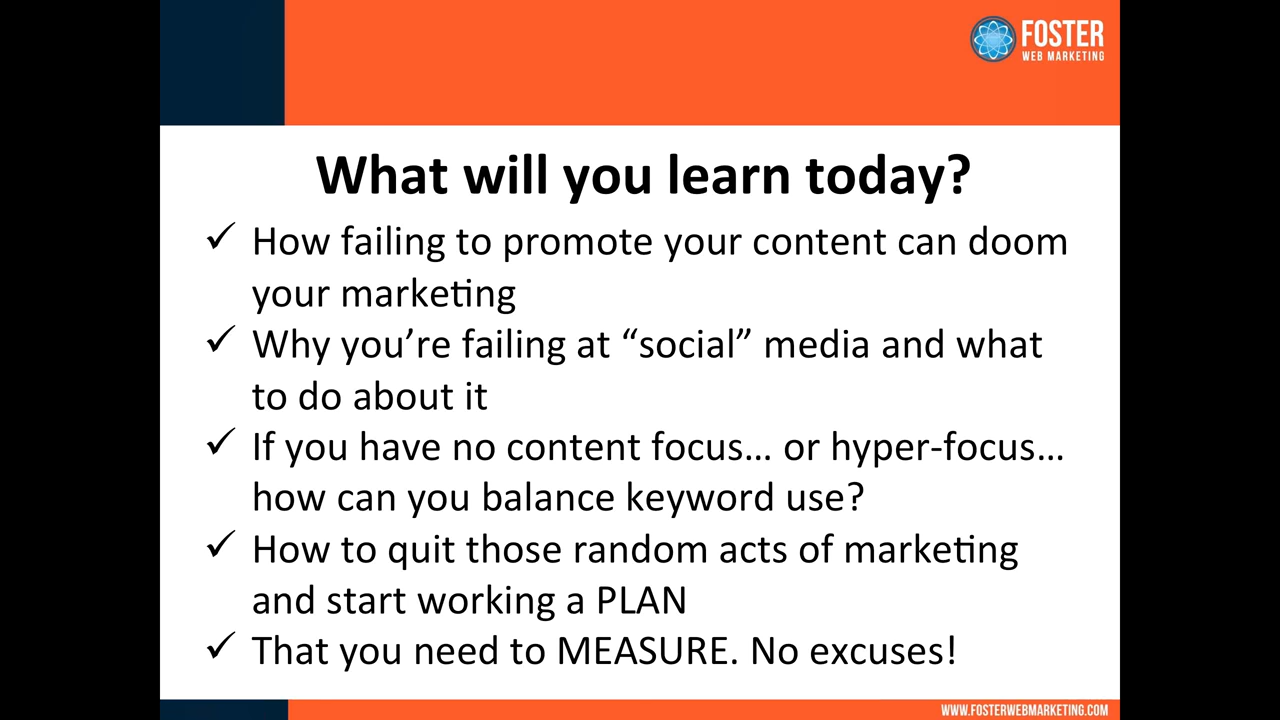 FOSTER
WEB MARKETING
What will you learn today?
✓ How failing to promote your content can doom
your marketing
✓ Why you’re failing at “social” media and what
to do about it
✓ If you have no content focus… or hyper-focus…
how can you balance keyword use?
✓ How to quit those random acts of marketing
and start working a PLAN
✓ That you need to MEASURE. No excuses!
WWW.FOSTERWEBMARKETING.COM